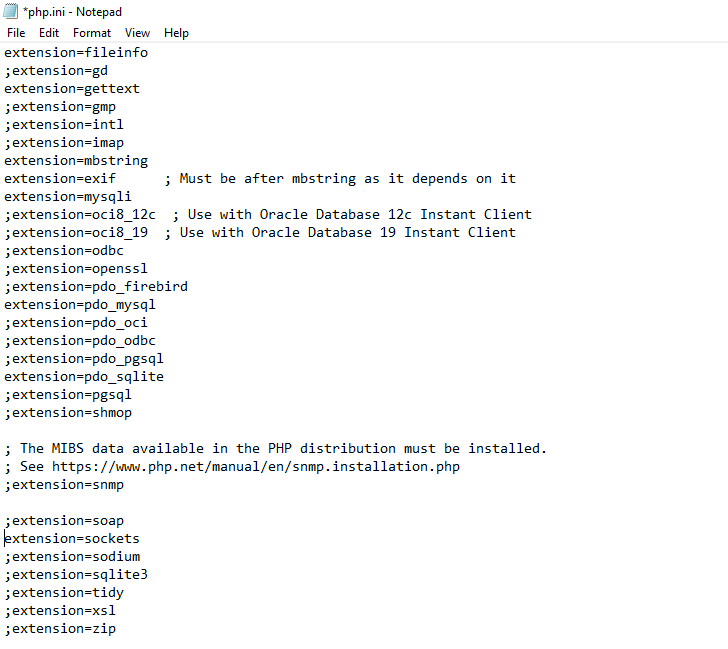 *php.ini - Notepad
File Edit Format View Help
extension=fileinfo
;extension=gd
extension=gettext
;extension=gmp
;extension=intl
;extension=imap
extension=mbstring
extension=exif      ; Must be after mbstring as it depends on it
extension=mysqli
;extension=oci8_12c  ; Use with Oracle Database 12c Instant Client
;extension=oci8_19  ; Use with Oracle Database 19 Instant Client
;extension=odbc
;extension=openssl
;extension=pdo_firebird
extension=pdo_mysql
;extension=pdo_oci
;extension=pdo_odbc
;extension=pdo_pgsql
extension=pdo_sqlite
;extension=pgsql
;extension=shmop
; The MIBS data available in the PHP distribution must be installed.
; See https://www.php.net/manual/en/snmp.installation.php
;extension=snmp
;extension=soap
extension=sockets
;extension=sodium
;extension=sqlite3
;extension=tidy
;extension=xsl
;extension=zip